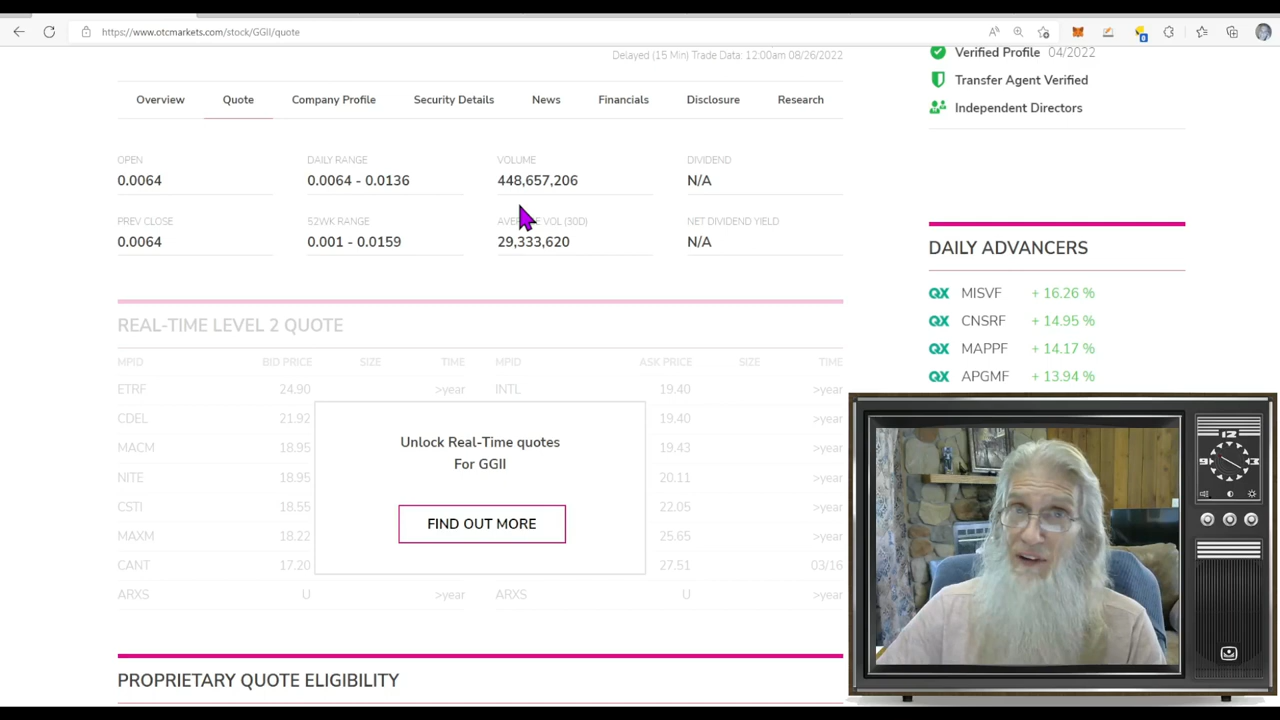 https://www.otcmarkets.com/stock/GGII/quote
Delayed (15 Min) Trade Data: 12:00am 08/26/2022
Verified Profile 04/2022
Transfer Agent Verified
Independent Directors
Overview Quote Company Profile Security Details News Financials Disclosure Research
OPEN DAILY RANGE VOLUME DIVIDEND
0.0064 0.0064 - 0.0136 448,657,206 N/A
PREV CLOSE 52WK RANGE AVERAGE VOL (30D) NET DIVIDEND YIELD
0.0064 0.001 - 0.0159 29,333,620 N/A
DAILY ADVANCERS
QX MISVF + 16.26 %
QX CNSRF + 14.95 %
QX MAPPF + 14.17 %
QX APGMF + 13.94 %
REAL-TIME LEVEL 2 QUOTE
MPID BID PRICE SIZE TIME MPID ASK PRICE SIZE TIME
ETRF 24.90 >year INTL 19.40 >year
CDEL 21.92 19.40 >year
MACM 18.95 19.43 >year
NITE 18.95 20.11 >year
CSTI 18.55 22.05 >year
MAXM 18.22 25.65 >year
CANT 17.20 27.51 03/16
ARXS U >year ARXS U >year
Unlock Real-Time quotes
For GGII
FIND OUT MORE
PROPRIETARY QUOTE ELIGIBILITY
12
9 3